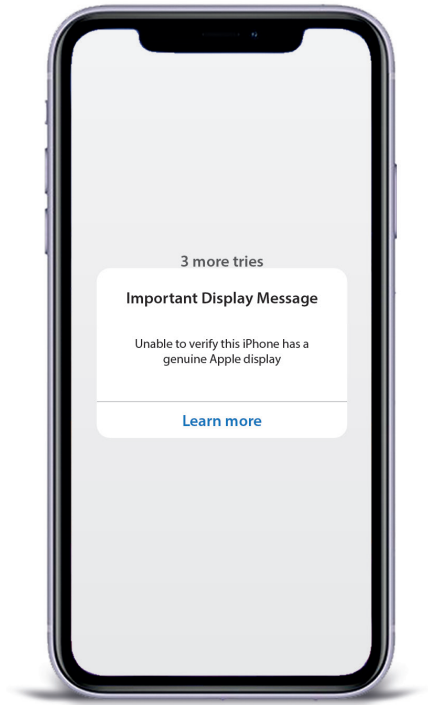 3 more tries
Important Display Message
Unable to verify this iPhone has a
genuine Apple display
Learn more